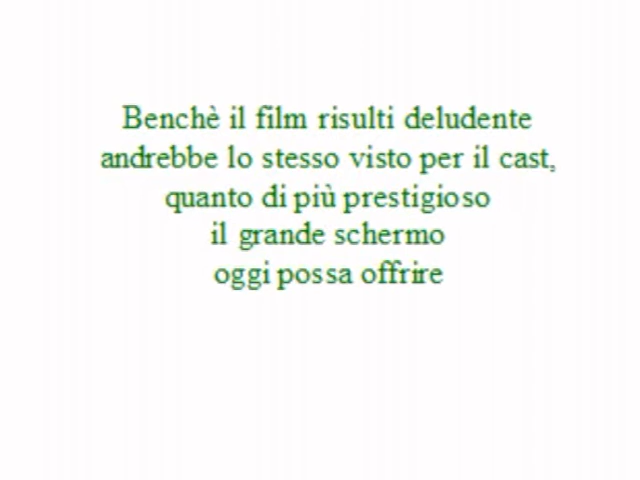 Benchè il film risulti deludente
andrebbe lo stesso visto per il cast,
quanto di più prestigioso
il grande schermo
oggi possa offrire